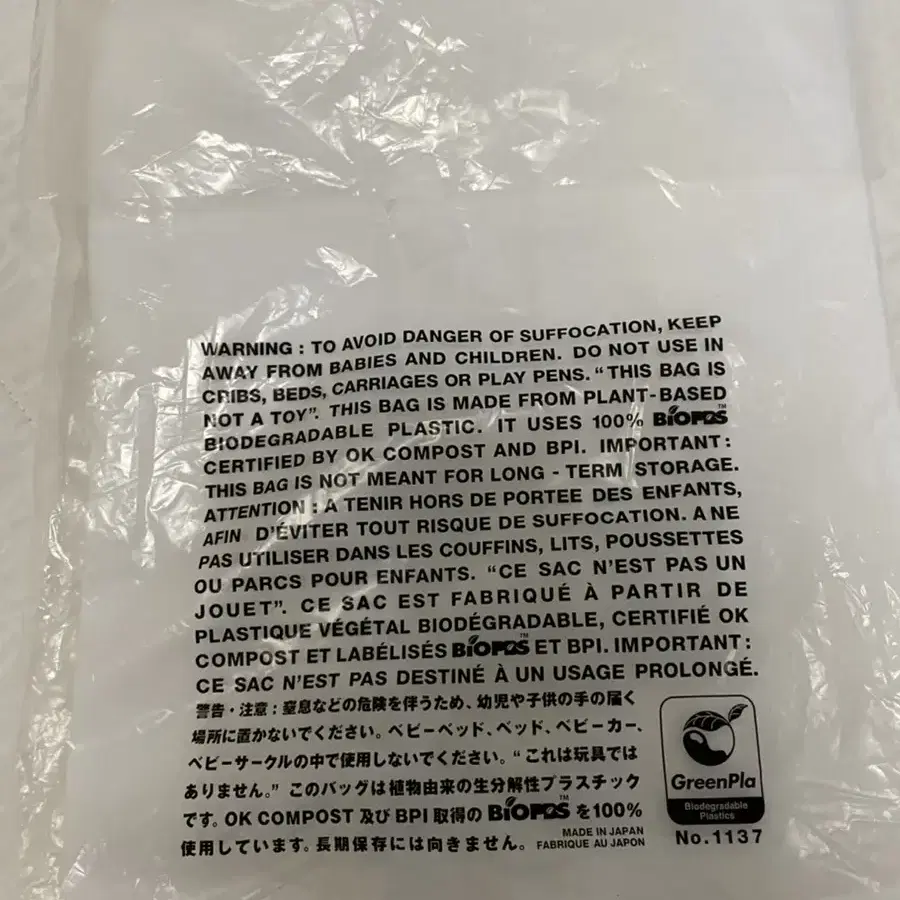 WARNING : TO AVOID DANGER OF SUFFOCATION, KEEP
AWAY FROM BABIES AND CHILDREN. DO NOT USE IN
CRIBS, BEDS, CARRIAGES OR PLAY PENS. “THIS BAG IS
NOT A TOY”. THIS BAG IS MADE FROM PLANT-BASED
BIODEGRADABLE PLASTIC. IT USES 100% BIOPBS™
CERTIFIED BY OK COMPOST AND BPI. IMPORTANT :
THIS BAG IS NOT MEANT FOR LONG - TERM STORAGE.
ATTENTION : A TENIR HORS DE PORTEE DES ENFANTS,
AFIN D'ÉVITER TOUT RISQUE DE SUFFOCATION. A NE
PAS UTILISER DANS LES COUFFINS, LITS, POUSSETTES
OU PARCS POUR ENFANTS. “CE SAC N'EST PAS UN
JOUET”. CE SAC EST FABRIQUÉ À PARTIR DE
PLASTIQUE VÉGÉTAL BIODÉGRADABLE, CERTIFIÉ OK
COMPOST ET LABÉLISÉS BIOPBS™ ET BPI. IMPORTANT :
CE SAC N'EST PAS DESTINÉ À UN USAGE PROLONGÉ.
警告・注意 : 窒息などの危険を伴うため、幼児や子供の手の届く
場所に置かないでください。ベビーベッド、ベッド、ベビーカー、
ベビーサークルの中で使用しないでください。“これは玩具では
ありません。” このバッグは植物由来の生分解性プラスチック
です。OK COMPOST 及び BPI 取得の BIOPBS™ を100%
使用しています。長期保存には向きません。
MADE IN JAPAN
FABRIQUE AU JAPON
GreenPla
Biodegradable
Plastics
No.1137